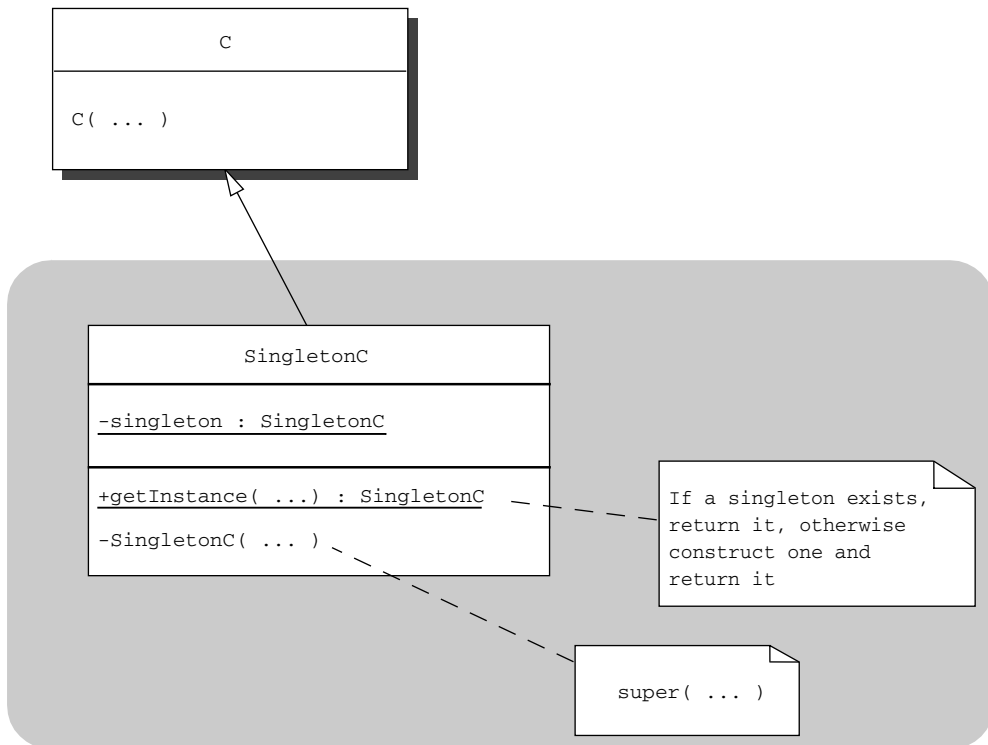 C
C( ... )
SingletonC
-singleton : SingletonC
+getInstance( ...) : SingletonC
-SingletonC( ... )
If a singleton exists,
return it, otherwise
construct one and
return it
super( ... )